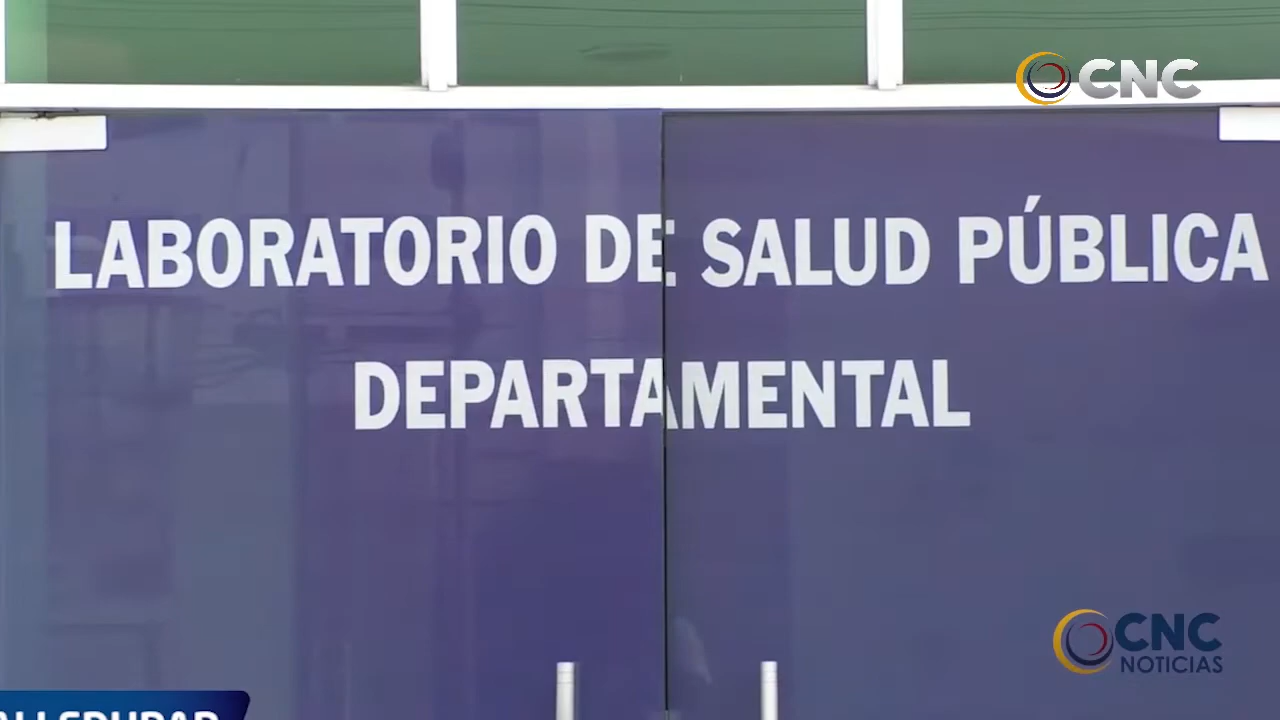 CNC
LABORATORIO DE SALUD PÚBLICA
DEPARTAMENTAL
CNC
NOTICIAS